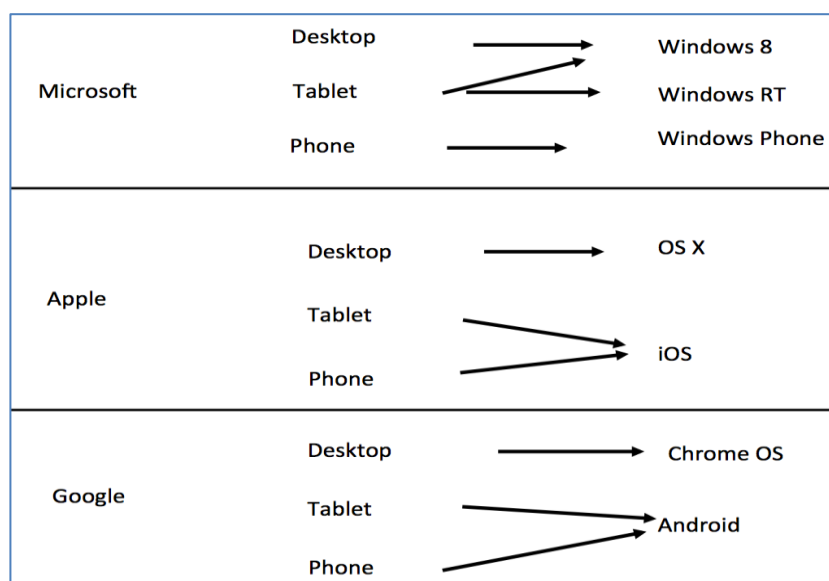 Desktop
Windows 8
Microsoft
Tablet
Windows RT
Phone
Windows Phone
Desktop
OS X
Apple
Tablet
Phone
iOS
Desktop
Chrome OS
Google
Tablet
Android
Phone